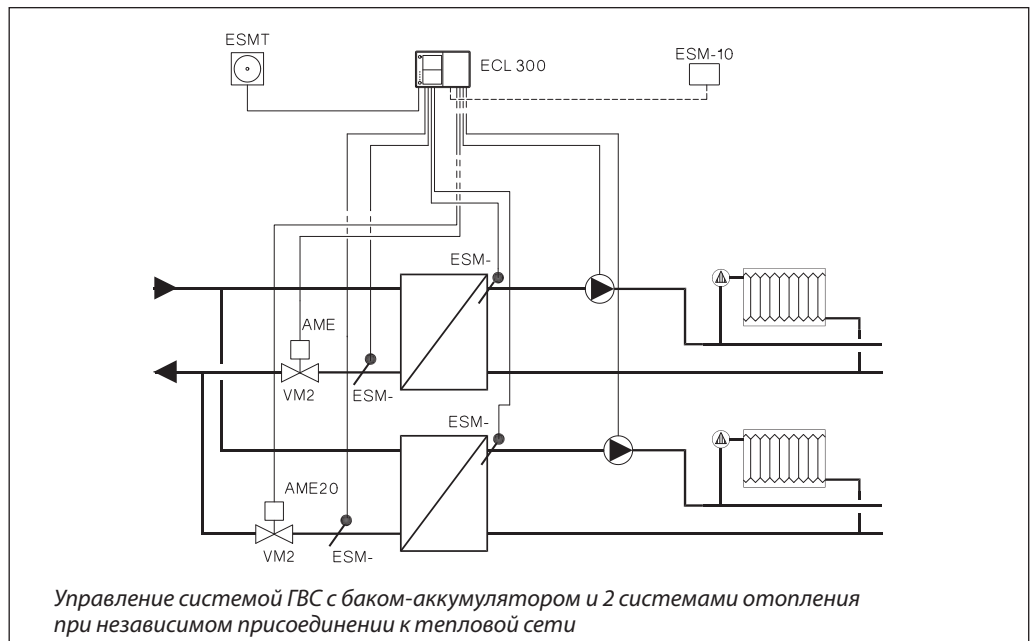 ESMT
ECL 300
ESM-10
ESM-
AME
VM2
ESM-
ESM-
AME20
VM2
ESM-
Управление системой ГВС с баком-аккумулятором и 2 системами отопления
при независимом присоединении к тепловой сети